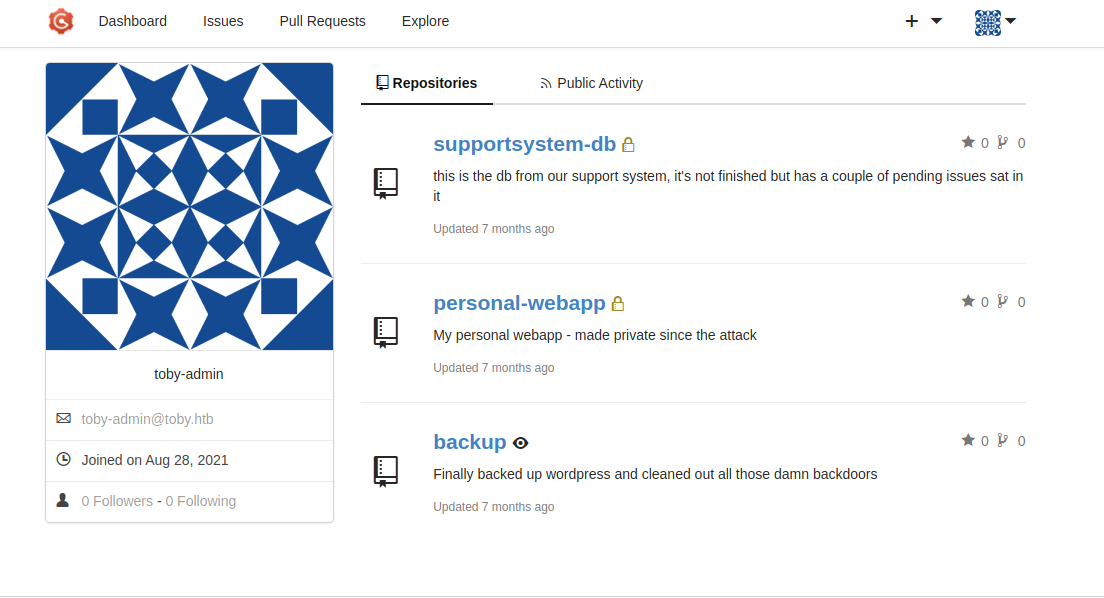 Dashboard Issues Pull Requests Explore
Repositories Public Activity
supportsystem-db 0 0
this is the db from our support system, it's not finished but has a couple of pending issues sat in
it
Updated 7 months ago
personal-webapp 0 0
My personal webapp - made private since the attack
Updated 7 months ago
backup 0 0
Finally backed up wordpress and cleaned out all those damn backdoors
Updated 7 months ago
toby-admin
toby-admin@toby.htb
Joined on Aug 28, 2021
0 Followers - 0 Following